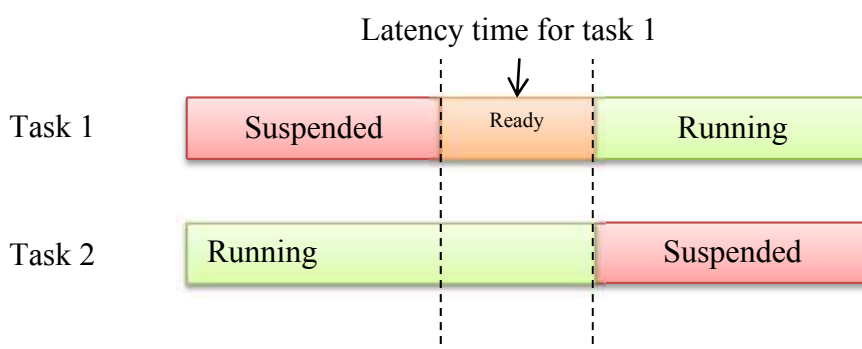 Latency time for task 1
Task 1
Suspended
Ready
Running
Task 2
Running
Suspended